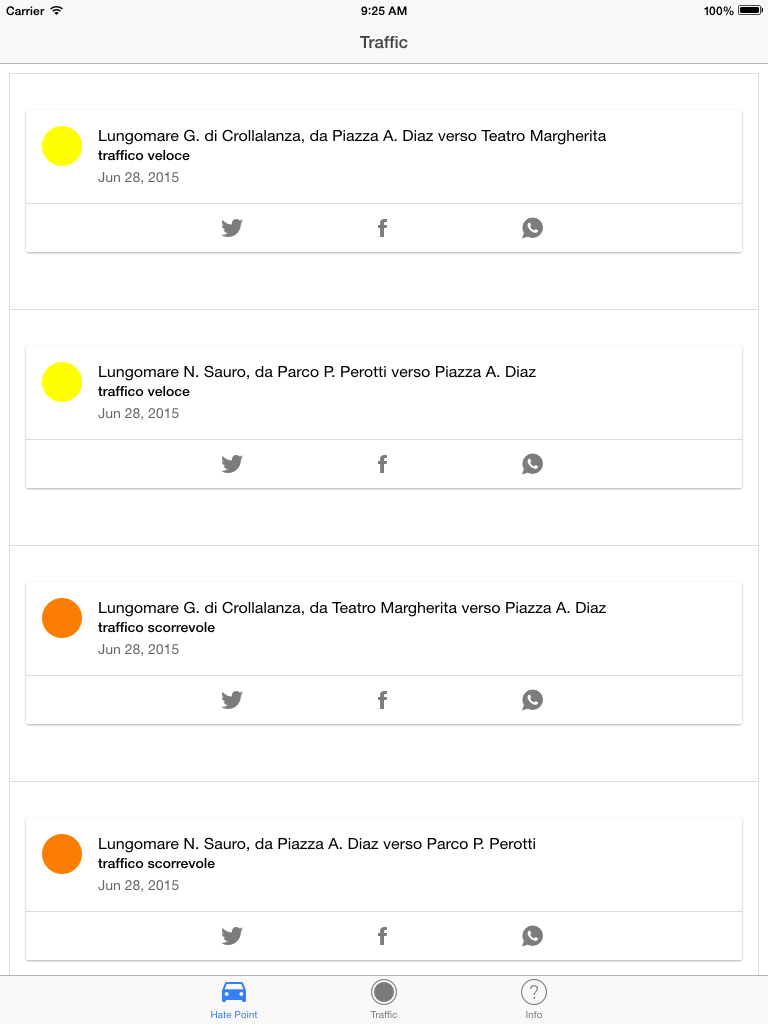 Carrier 9:25 AM 100%
Traffic
Lungomare G. di Crollalanza, da Piazza A. Diaz verso Teatro Margherita
traffico veloce
Jun 28, 2015
Lungomare N. Sauro, da Parco P. Perotti verso Piazza A. Diaz
traffico veloce
Jun 28, 2015
Lungomare G. di Crollalanza, da Teatro Margherita verso Piazza A. Diaz
traffico scorrevole
Jun 28, 2015
Lungomare N. Sauro, da Piazza A. Diaz verso Parco P. Perotti
traffico scorrevole
Jun 28, 2015
Hate Point Traffic Info